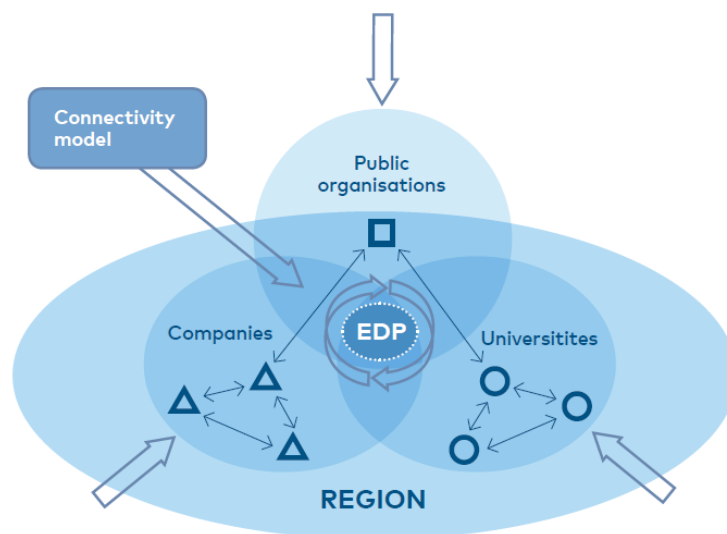 Connectivity
model
Public
organisations
Companies
EDP
Universitites
REGION